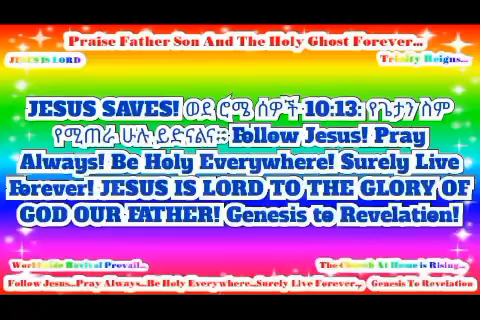 Praise Father Son And The Holy Ghost Forever...
JESUS IS LORD
Trinity Reigns...
JESUS SAVES! ወደ ሮሜ ሰዎች 10:13: የጌታን ስም
የሚጠራ ሁሉ ይድናልና። Follow Jesus! Pray
Always! Be Holy Everywhere! Surely Live
Forever! JESUS IS LORD TO THE GLORY OF
GOD OUR FATHER! Genesis to Revelation!
Worldwide Revival Prevail...
The Church At Home is Rising...
Follow Jesus...Pray Always...Be Holy Everywhere...Surely Live Forever...
Genesis To Revelation